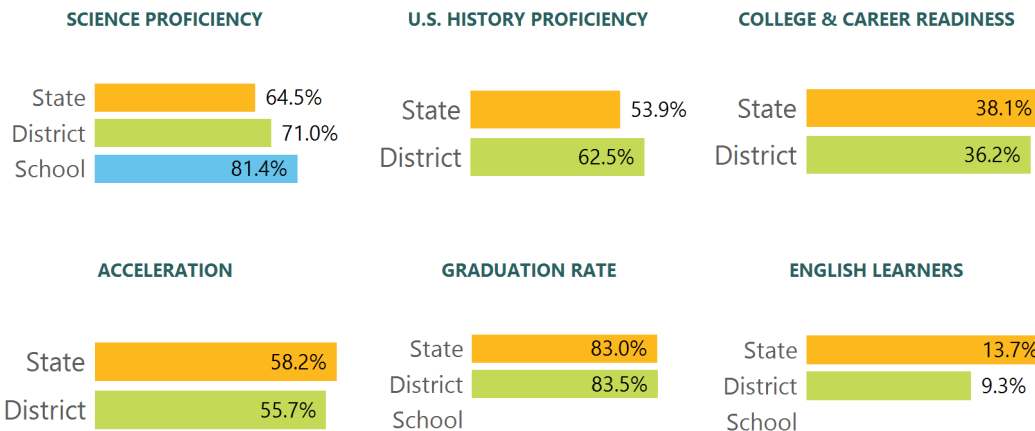 SCIENCE PROFICIENCY
State 64.5%
District 71.0%
School 81.4%
U.S. HISTORY PROFICIENCY
State 53.9%
District 62.5%
COLLEGE & CAREER READINESS
State 38.1%
District 36.2%
ACCELERATION
State 58.2%
District 55.7%
GRADUATION RATE
State 83.0%
District 83.5%
School
ENGLISH LEARNERS
State 13.7%
District 9.3%
School